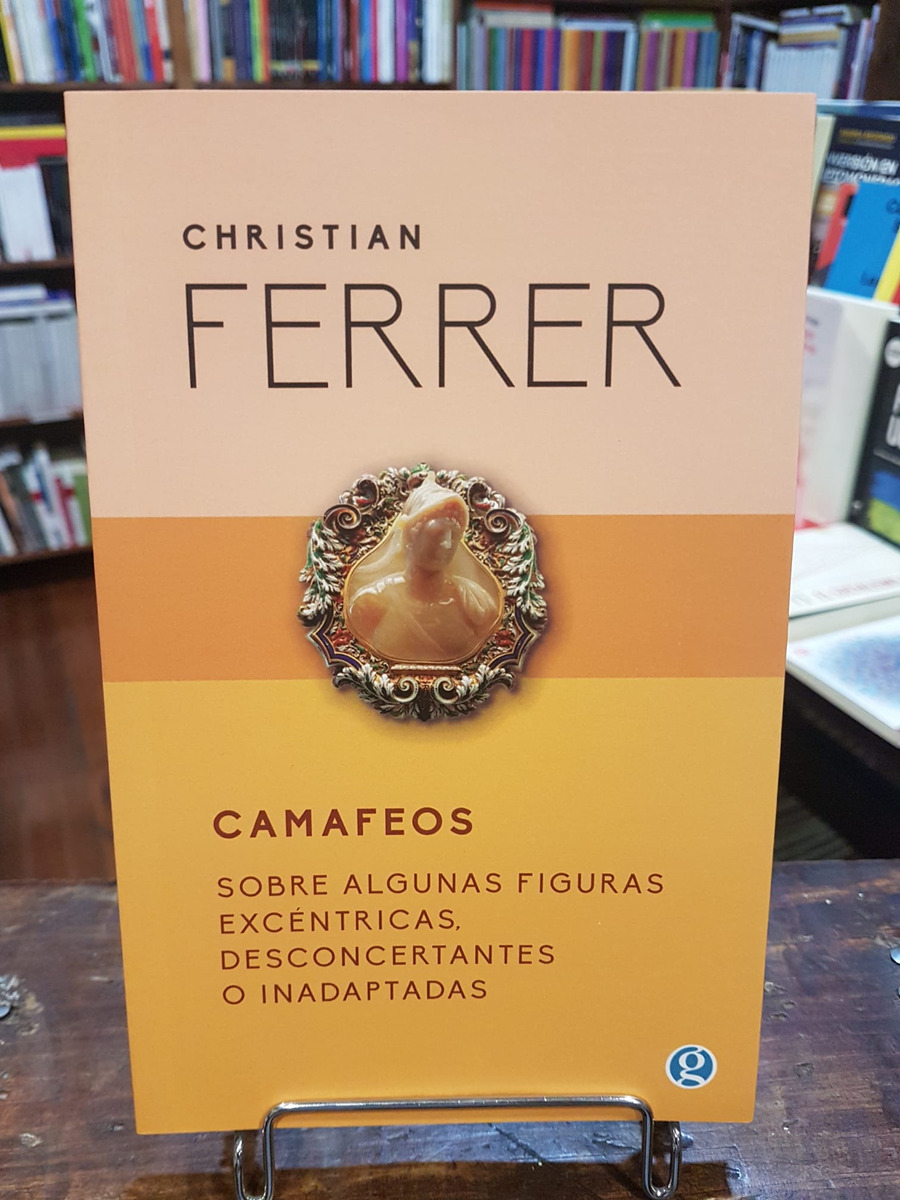 CHRISTIAN
FERRER
CAMAFEOS
SOBRE ALGUNAS FIGURAS
EXCÉNTRICAS,
DESCONCERTANTES
O INADAPTADAS
g